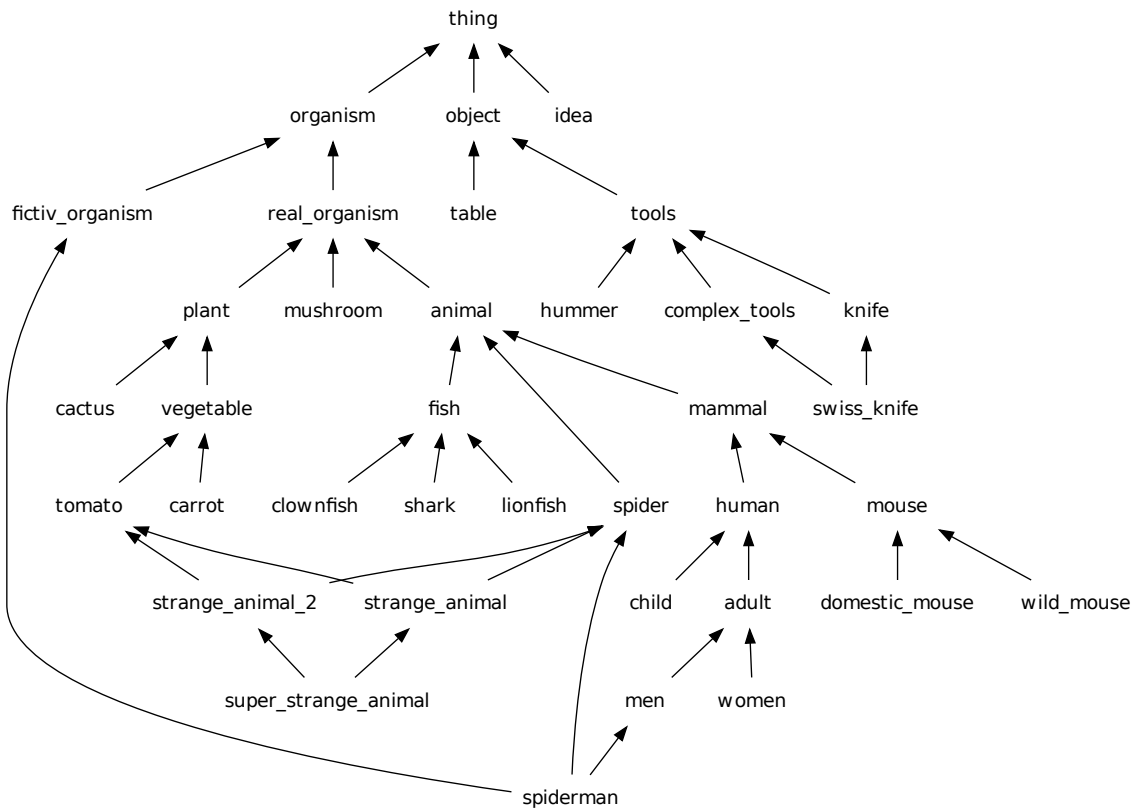 thing
organism object idea
fictiv_organism real_organism table tools
plant mushroom animal hummer complex_tools knife
cactus vegetable fish mammal swiss_knife
tomato carrot clownfish shark lionfish spider human mouse
strange_animal_2 strange_animal child adult domestic_mouse wild_mouse
super_strange_animal men women
spiderman